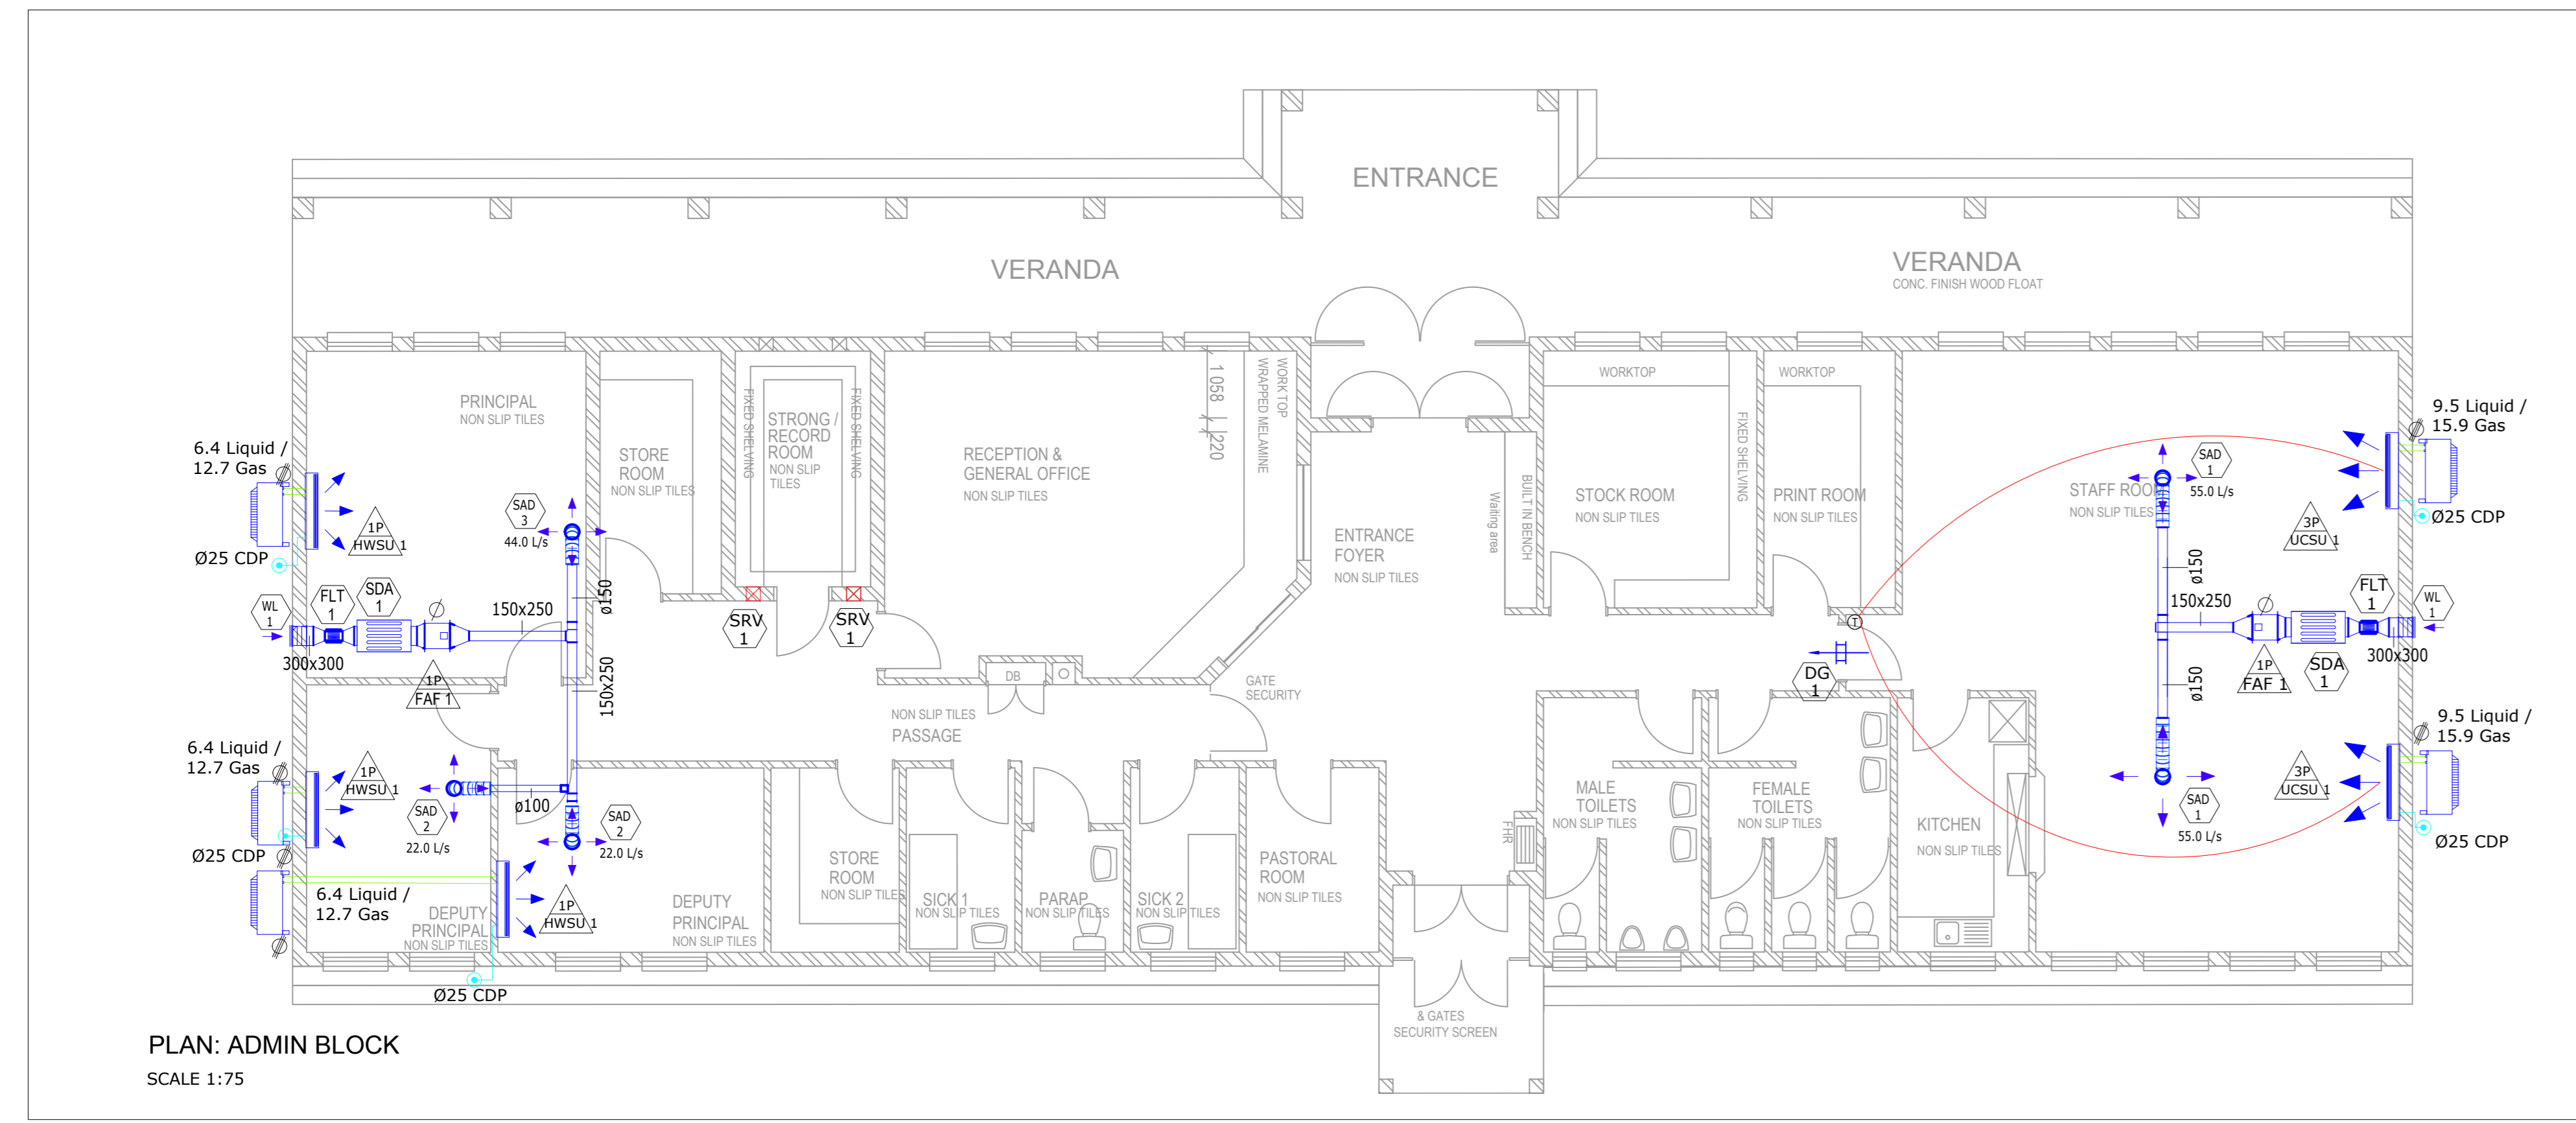 ENTRANCE
VERANDA
VERANDA
CONC. FINISH WOOD FLOAT
PRINCIPAL
NON SLIP TILES
6.4 Liquid /
12.7 Gas
1P
HWSU 1
Ø25 CDP
WL
1
FLT
1
SDA
1
300x300
1P
FAF 1
150x250
SAD
3
44.0 L/s
ø150
150x250
STORE
ROOM
NON SLIP TILES
FIXED SHELVING
STRONG /
RECORD
ROOM
NON SLIP
TILES
FIXED SHELVING
SRV
1
SRV
1
RECEPTION &
GENERAL OFFICE
NON SLIP TILES
1 058
220
WORK TOP
WRAPPED MELAMINE
DB
GATE
SECURITY
NON SLIP TILES
PASSAGE
ENTRANCE
FOYER
NON SLIP TILES
BUILT IN BENCH
Waiting area
WORKTOP
STOCK ROOM
NON SLIP TILES
FIXED SHELVING
WORKTOP
PRINT ROOM
NON SLIP TILES
T
DG
1
STAFF ROOM
NON SLIP TILES
SAD
1
55.0 L/s
ø150
150x250
ø150
1P
FAF 1
SDA
1
FLT
1
WL
1
300x300
9.5 Liquid /
15.9 Gas
3P
UCSU 1
Ø25 CDP
9.5 Liquid /
15.9 Gas
3P
UCSU 1
Ø25 CDP
SAD
1
55.0 L/s
6.4 Liquid /
12.7 Gas
1P
HWSU 1
Ø25 CDP
SAD
2
22.0 L/s
ø100
SAD
2
22.0 L/s
6.4 Liquid /
12.7 Gas
1P
HWSU 1
DEPUTY
PRINCIPAL
NON SLIP TILES
Ø25 CDP
DEPUTY
PRINCIPAL
NON SLIP TILES
STORE
ROOM
NON SLIP TILES
SICK 1
NON SLIP TILES
PARAP
NON SLIP TILES
SICK 2
NON SLIP TILES
PASTORAL
ROOM
NON SLIP TILES
FHR
MALE
TOILETS
NON SLIP TILES
FEMALE
TOILETS
NON SLIP TILES
KITCHEN
NON SLIP TILES
& GATES
SECURITY SCREEN
PLAN: ADMIN BLOCK
SCALE 1:75